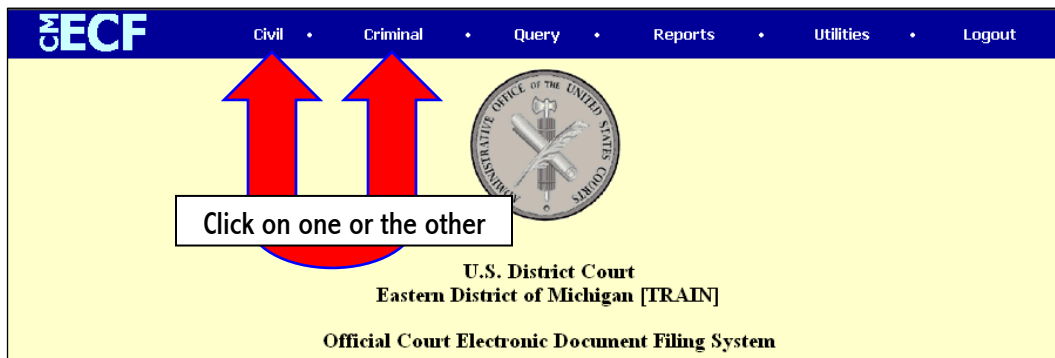 CM ECF Civil • Criminal • Query • Reports • Utilities • Logout
ADMINISTRATIVE OFFICE OF THE UNITED STATES COURTS
Click on one or the other
U.S. District Court
Eastern District of Michigan [TRAIN]
Official Court Electronic Document Filing System